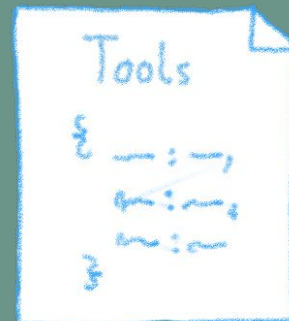 Tools
{
— : —,
— : —,
— : —
}